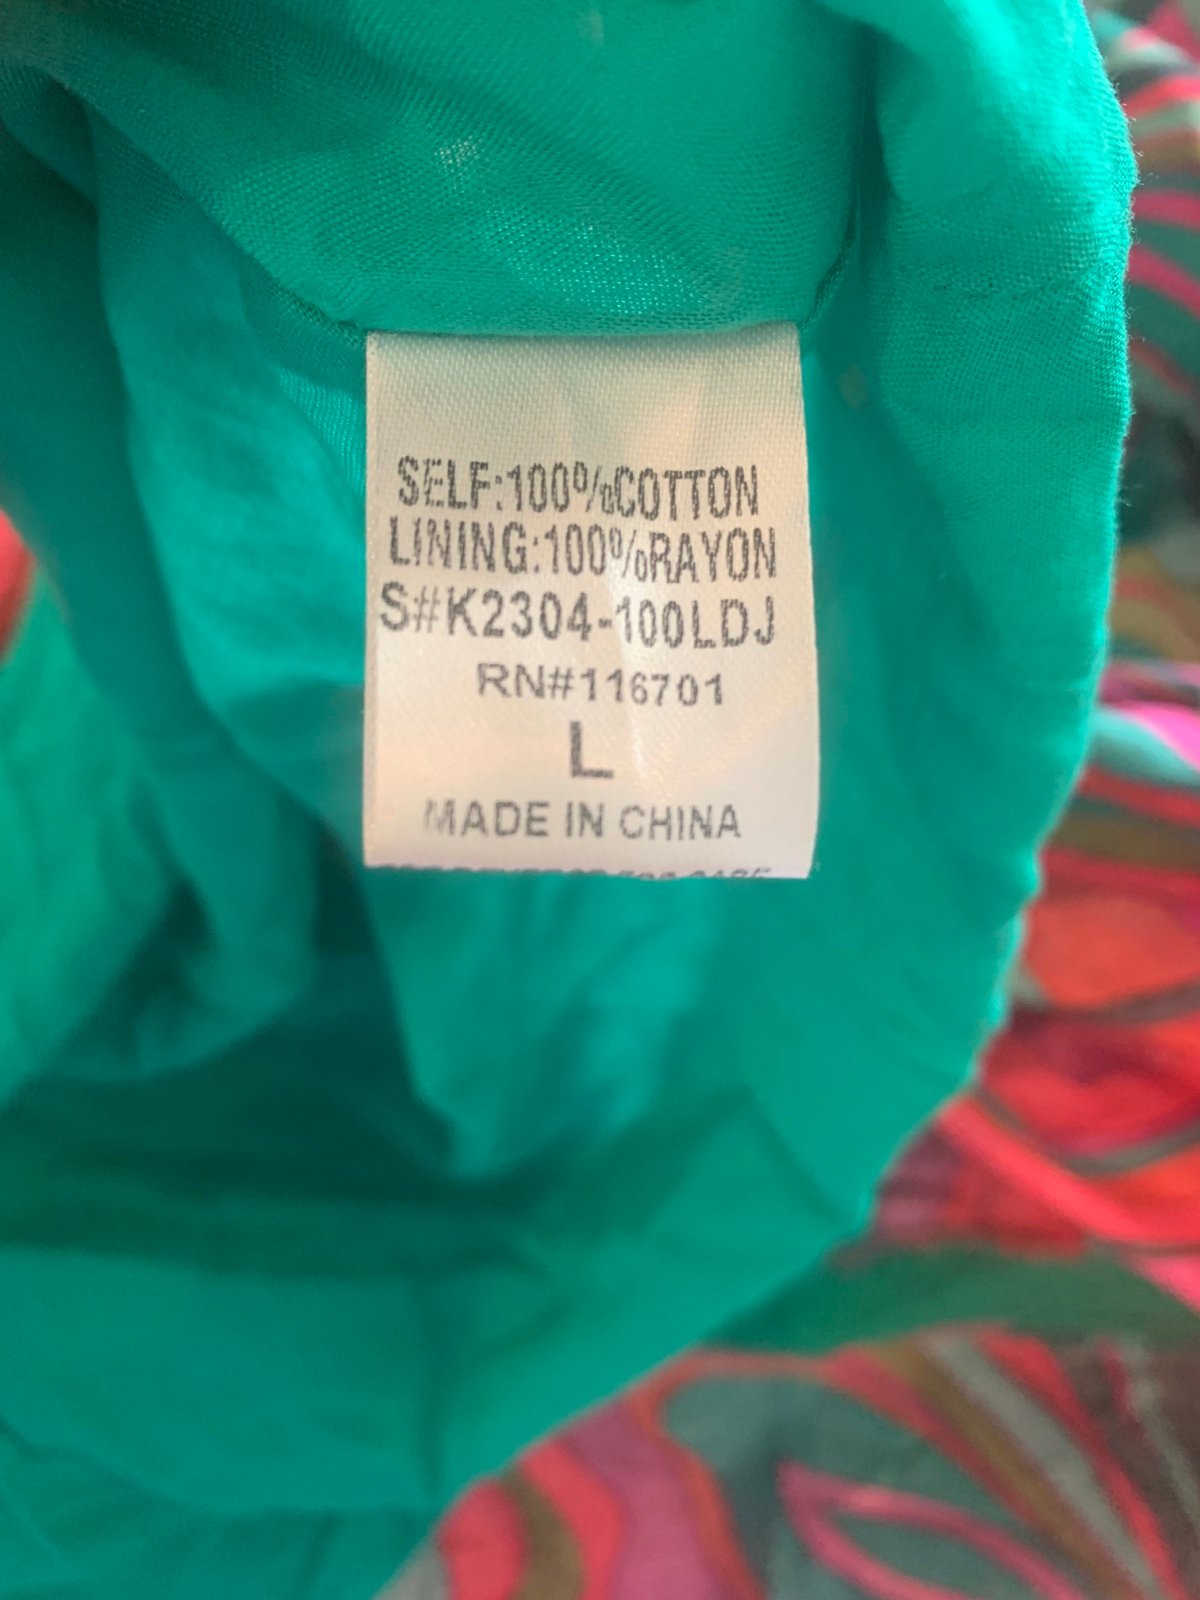 SELF:100%COTTON
LINING:100%RAYON
S#K2304-100LDJ
RN#116701
L
MADE IN CHINA